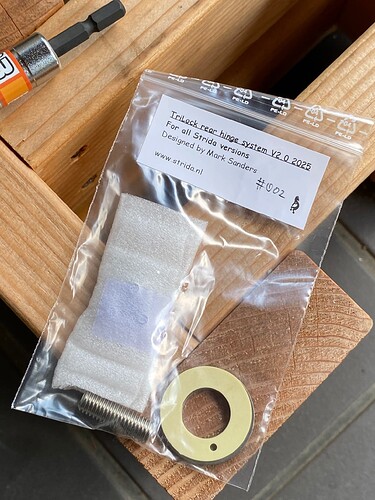 PE-LD
PE-LD
PE-LD
PE-LD
TriLock rear hinge system V2.0 2025
For all Strida versions
Designed by Mark Sanders
www.strida.nl
#002